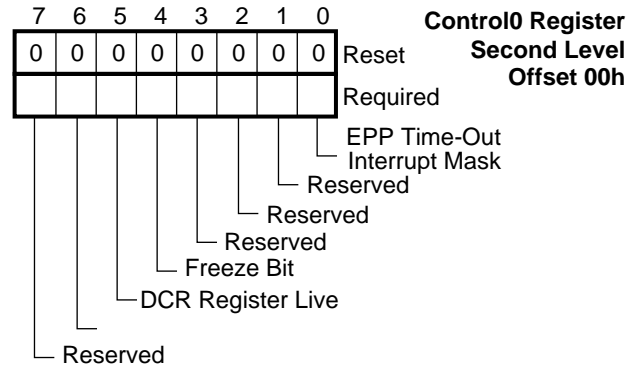 7 6 5 4 3 2 1 0
Control0 Register
Second Level
Offset 00h
0 0 0 0 0 0 0 0 Reset
Required
EPP Time-Out
Interrupt Mask
Reserved
Reserved
Reserved
Freeze Bit
DCR Register Live
Reserved